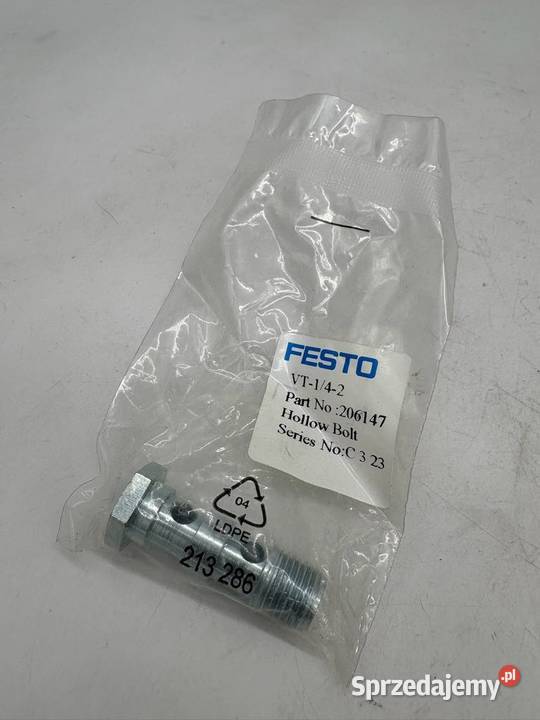 FESTO
VT-1/4-2
Part No :206147
Hollow Bolt
Series No:C 3 23
04
LDPE
213 286
Sprzedajemy.pl